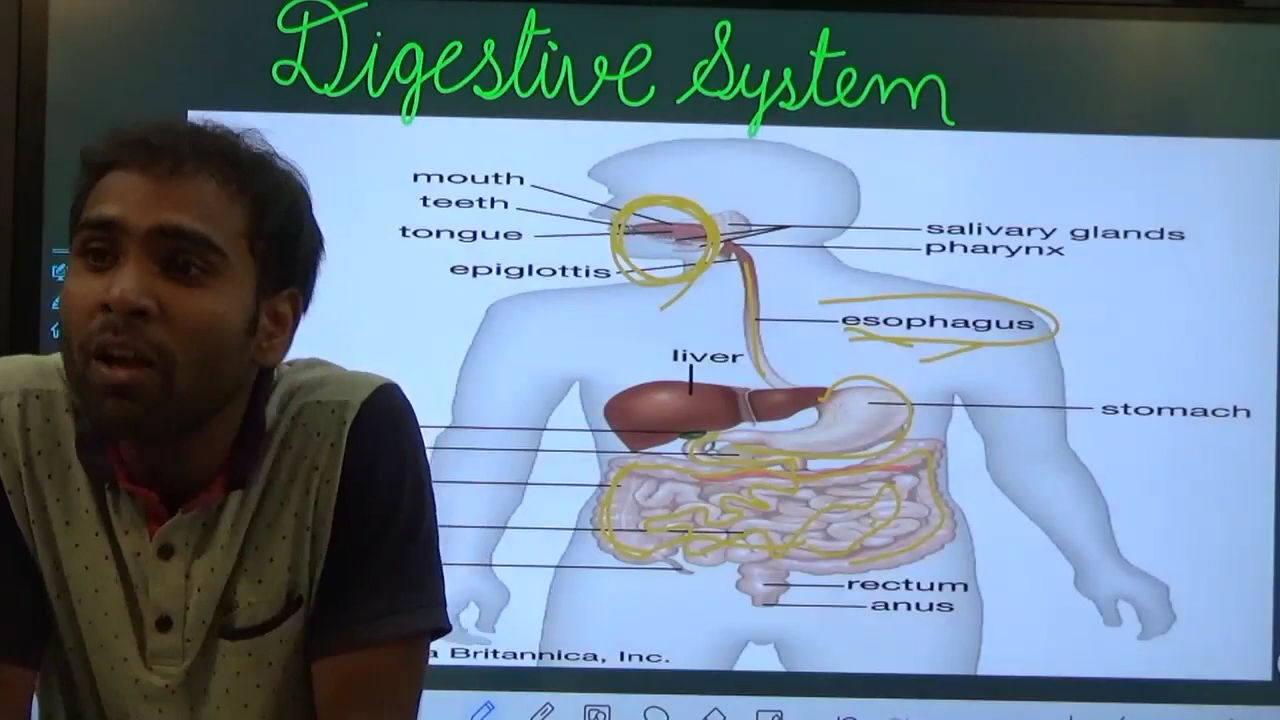 Digestive System
mouth
teeth
tongue
salivary glands
pharynx
epiglottis
esophagus
liver
stomach
rectum
anus
a Britannica, Inc.